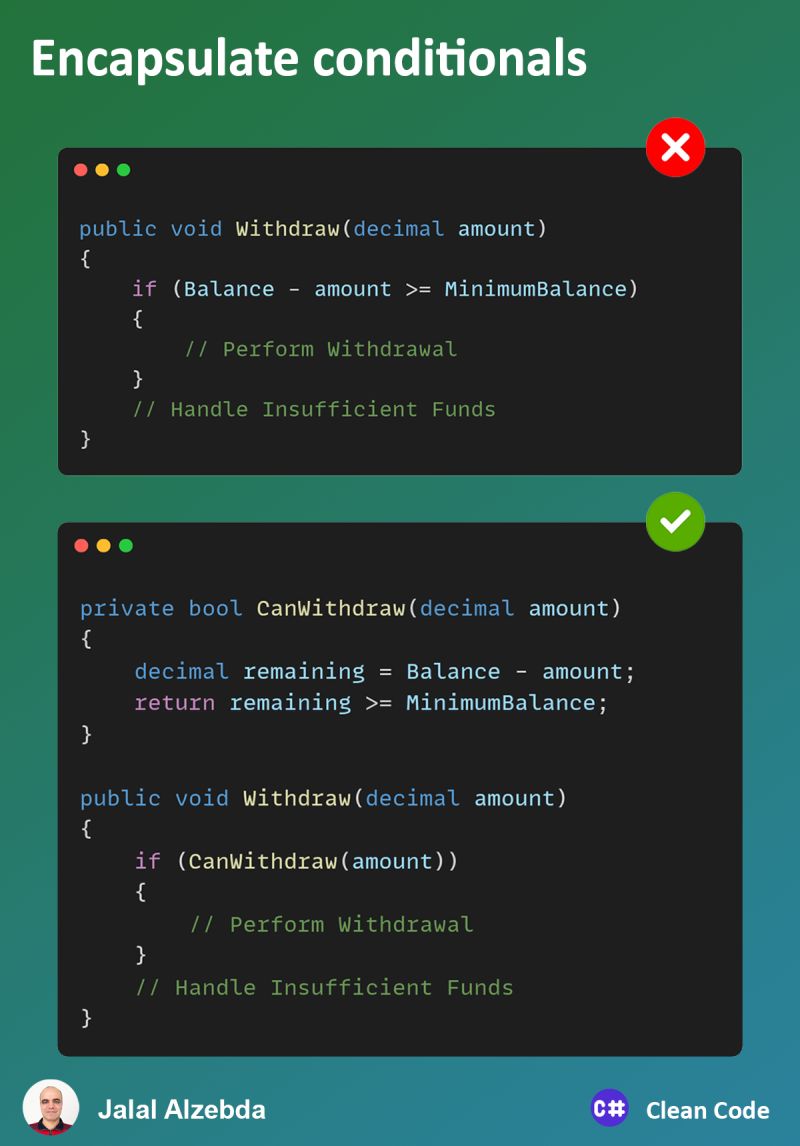 Encapsulate conditionals
public void Withdraw(decimal amount)
{
    if (Balance - amount >= MinimumBalance)
    {
        // Perform Withdrawal
    }
    // Handle Insufficient Funds
}
private bool CanWithdraw(decimal amount)
{
    decimal remaining = Balance - amount;
    return remaining >= MinimumBalance;
}
public void Withdraw(decimal amount)
{
    if (CanWithdraw(amount))
    {
        // Perform Withdrawal
    }
    // Handle Insufficient Funds
}
Jalal Alzebda
C# Clean Code